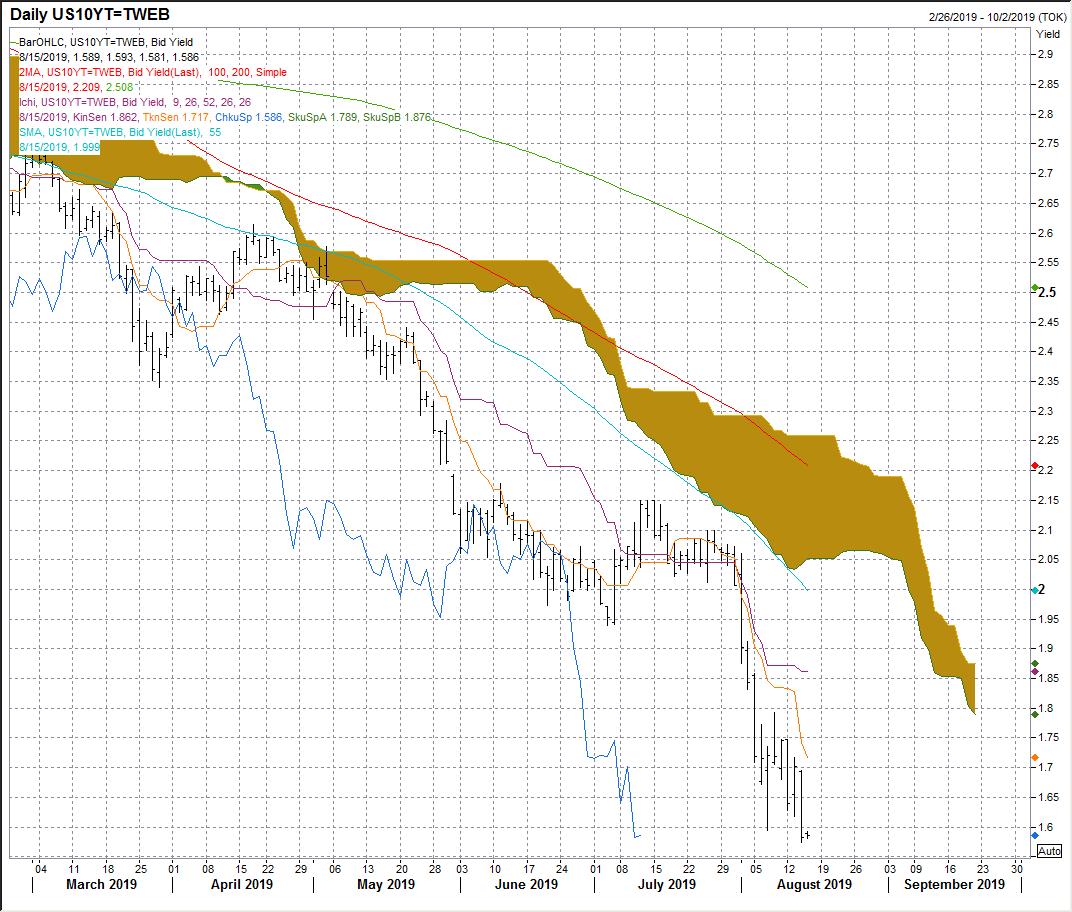 Daily US10YT=TWEB
2/26/2019 - 10/2/2019 (TOK)
BarOHLC, US10YT=TWEB, Bid Yield
8/15/2019, 1.589, 1.593, 1.581, 1.586
2MA, US10YT=TWEB, Bid Yield(Last), 100, 200, Simple
8/15/2019, 2.209, 2.508
Ichi, US10YT=TWEB, Bid Yield, 9, 26, 52, 26, 26
8/15/2019, KinSen 1.862, TknSen 1.717, ChkuSp 1.586, SkuSpA 1.789, SkuSpB 1.876
SMA, US10YT=TWEB, Bid Yield(Last), 55
8/15/2019, 1.999
Yield
2.9
2.85
2.8
2.75
2.7
2.65
2.6
2.55
2.5
2.45
2.4
2.35
2.3
2.25
2.2
2.15
2.1
2.05
2
1.95
1.9
1.85
1.8
1.75
1.7
1.65
1.6
Auto
04 11 18 25 01 08 15 22 29 06 13 20 28 03 10 17 24 01 08 15 22 29 05 12 19 26 03 09 16 23 30
March 2019 April 2019 May 2019 June 2019 July 2019 August 2019 September 2019